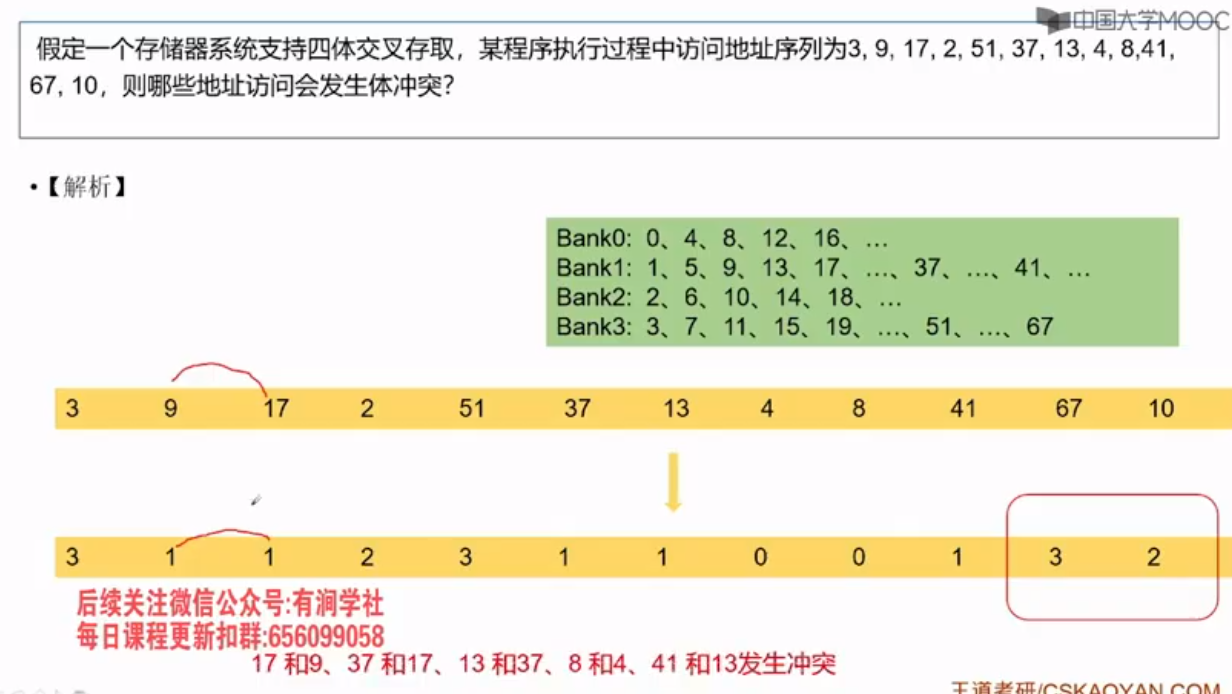 中国大学MOOC
假定一个存储器系统支持四体交叉存取，某程序执行过程中访问地址序列为3, 9, 17, 2, 51, 37, 13, 4, 8,41,
67, 10，则哪些地址访问会发生体冲突？
•【解析】
Bank0: 0、4、8、12、16、…
Bank1: 1、5、9、13、17、…、37、…、41、…
Bank2: 2、6、10、14、18、…
Bank3: 3、7、11、15、19、…、51、…、67
3 9 17 2 51 37 13 4 8 41 67 10
3 1 1 2 3 1 1 0 0 1 3 2
后续关注微信公众号:有涧学社
每日课程更新扣群:656099058
17 和9、37 和17、13 和37、8 和4、41 和13发生冲突
王道考研/CSKAOYAN.COM